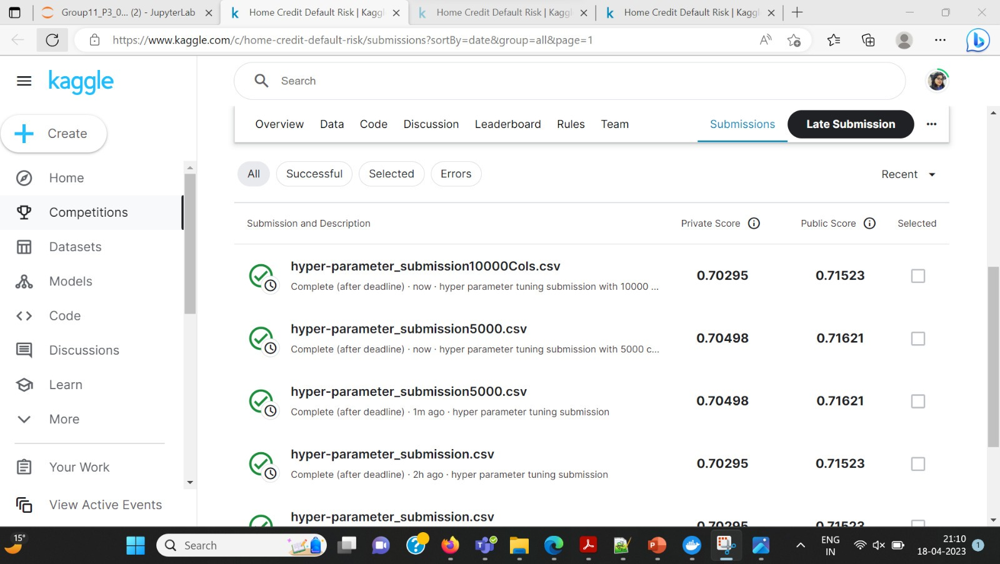 Group11_P3_0... (2) - JupyterLab
Home Credit Default Risk | Kaggl
Home Credit Default Risk | Kaggl
Home Credit Default Risk | Kaggl
https://www.kaggle.com/c/home-credit-default-risk/submissions?sortBy=date&group=all&page=1
kaggle
Search
Create
Overview Data Code Discussion Leaderboard Rules Team Submissions Late Submission
Home
Competitions
Datasets
Models
Code
Discussions
Learn
More
Your Work
View Active Events
All Successful Selected Errors Recent
Submission and Description Private Score Public Score Selected
hyper-parameter_submission10000Cols.csv
Complete (after deadline) · now · hyper parameter tuning submission with 10000 ...
0.70295 0.71523
hyper-parameter_submission5000.csv
Complete (after deadline) · now · hyper parameter tuning submission with 5000 c...
0.70498 0.71621
hyper-parameter_submission5000.csv
Complete (after deadline) · 1m ago · hyper parameter tuning submission
0.70498 0.71621
hyper-parameter_submission.csv
Complete (after deadline) · 2h ago · hyper parameter tuning submission
0.70295 0.71523
hyper-parameter_submission.csv
0.70295 0.71523
15°
Search
ENG
IN
21:10
18-04-2023
1